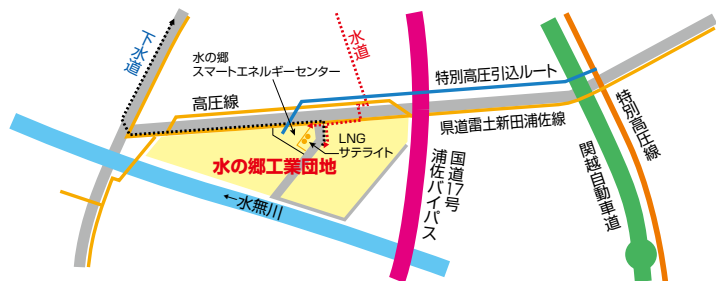 下水道
水の郷
スマートエネルギーセンター
水道
高圧線
特別高圧引込ルート
県道雷土新田浦佐線
特別高圧線
LNG
サテライト
水の郷工業団地
国道17号
浦佐バイパス
関越自動車道
←水無川